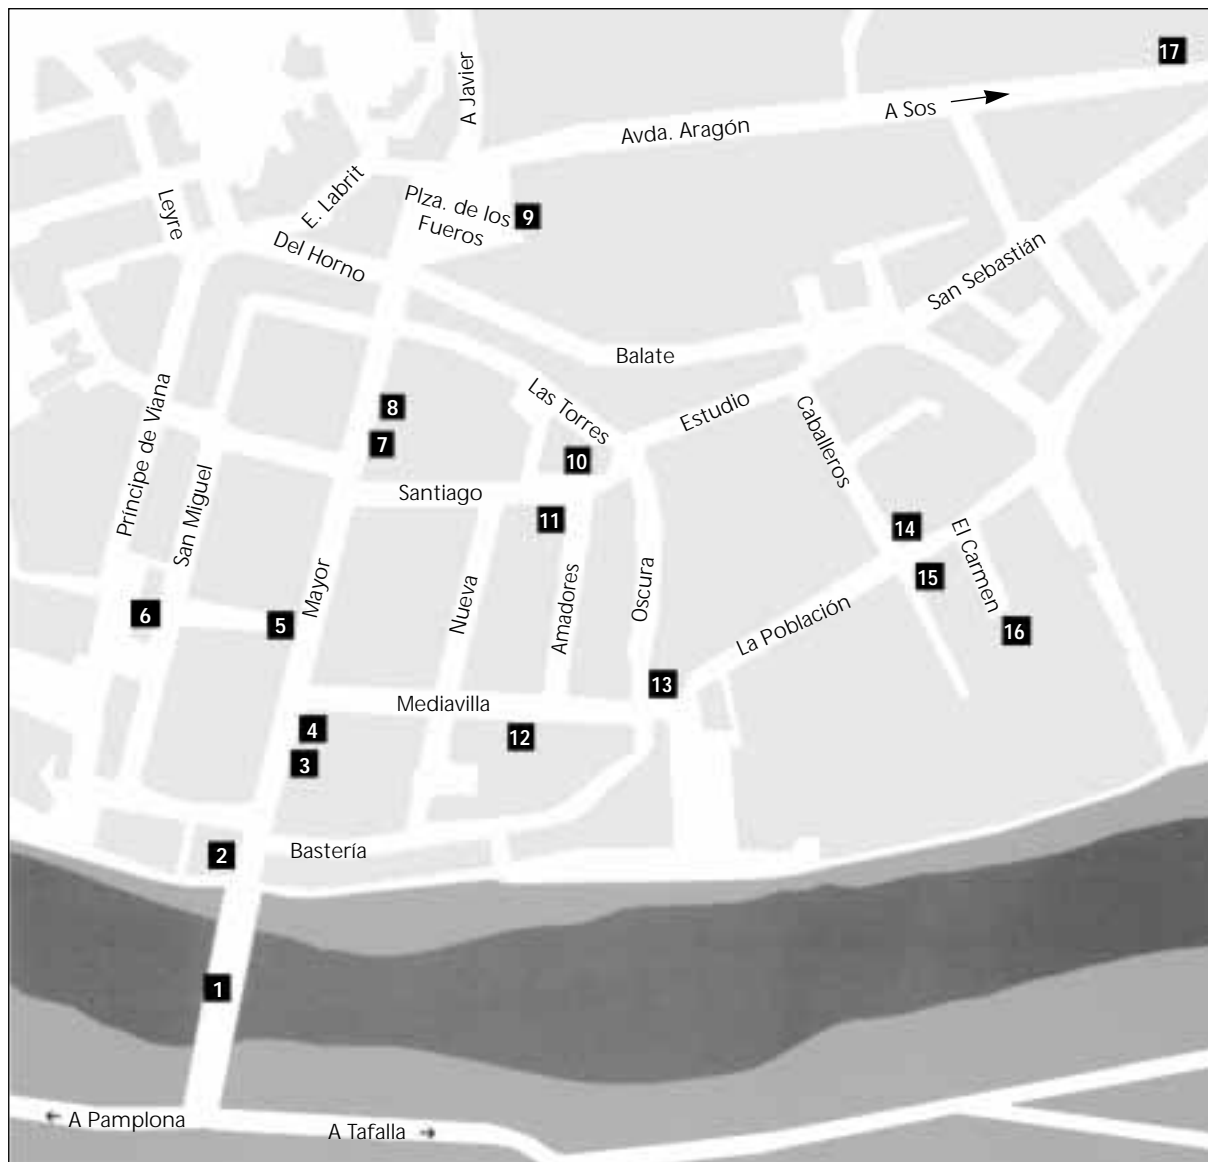 17
A Javier
A Sos
Avda. Aragón
E. Labrit
Leyre
Plza. de los
Fueros
9
Del Horno
San Sebastián
Balate
Las Torres
Estudio
Caballeros
8
7
10
Príncipe de Viana
San Miguel
Santiago
11
14
El Carmen
15
16
6
5
Mayor
Nueva
Amadores
Oscura
La Población
13
Mediavilla
4
12
3
2
Bastería
1
← A Pamplona
A Tafalla →